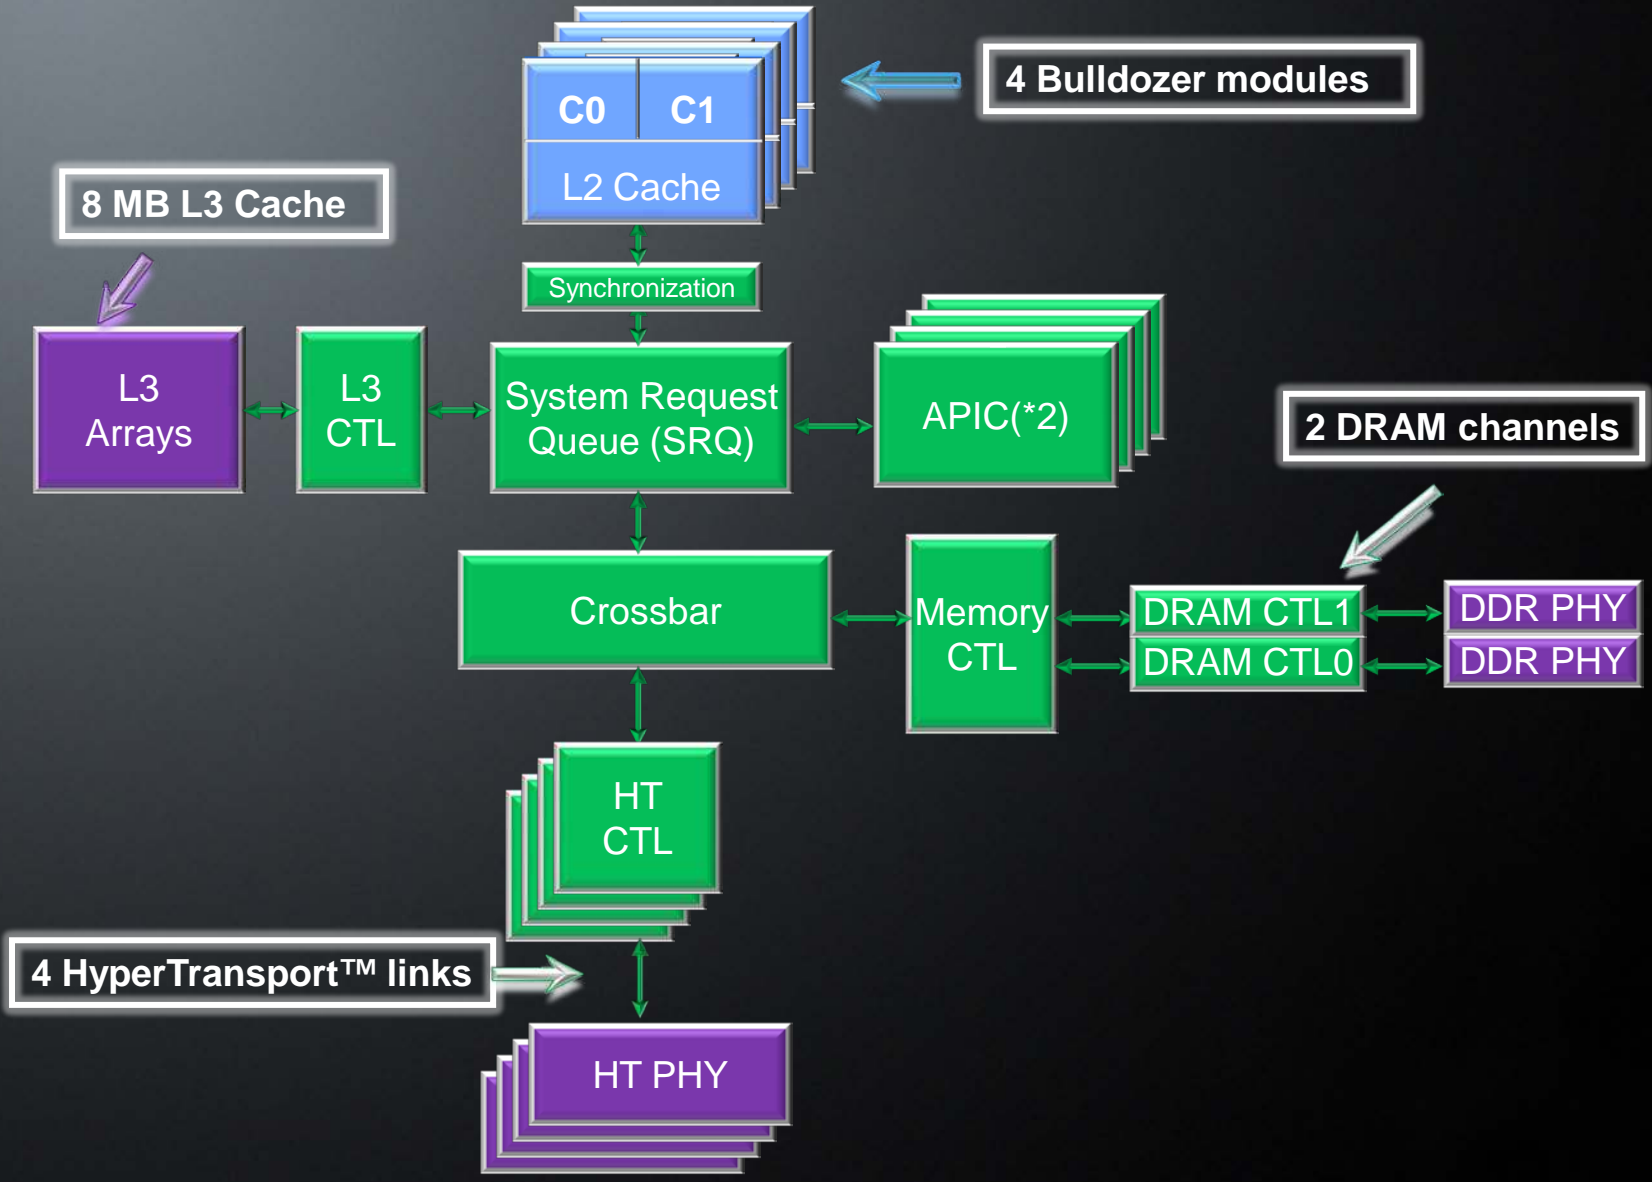 4 Bulldozer modules
C0 C1
L2 Cache
8 MB L3 Cache
Synchronization
L3
Arrays
L3
CTL
System Request
Queue (SRQ)
APIC(*2)
2 DRAM channels
Crossbar
Memory
CTL
DRAM CTL1
DDR PHY
DRAM CTL0
DDR PHY
HT
CTL
4 HyperTransport™ links
HT PHY